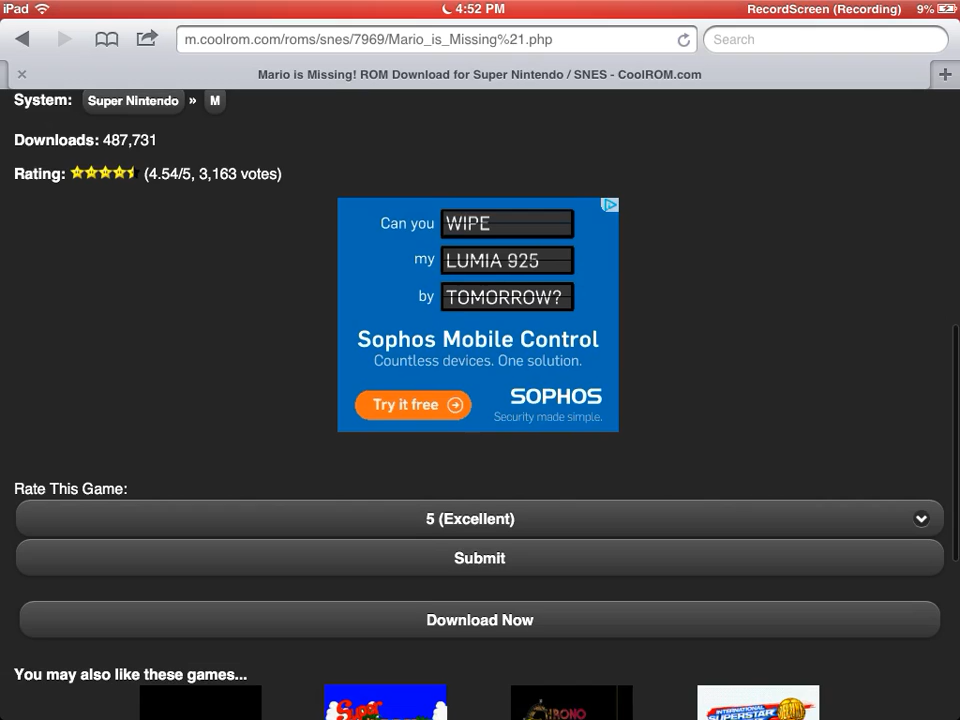 iPad 4:52 PM RecordScreen (Recording) 9%
m.coolrom.com/roms/snes/7969/Mario_is_Missing%21.php Search
Mario is Missing! ROM Download for Super Nintendo / SNES - CoolROM.com
System: Super Nintendo » M
Downloads: 487,731
Rating: (4.54/5, 3,163 votes)
Can you WIPE
my LUMIA 925
by TOMORROW?
Sophos Mobile Control
Countless devices. One solution.
Try it free
SOPHOS
Security made simple.
Rate This Game:
5 (Excellent)
Submit
Download Now
You may also like these games...
CHRONO
INTERNATIONAL
SUPERSTAR